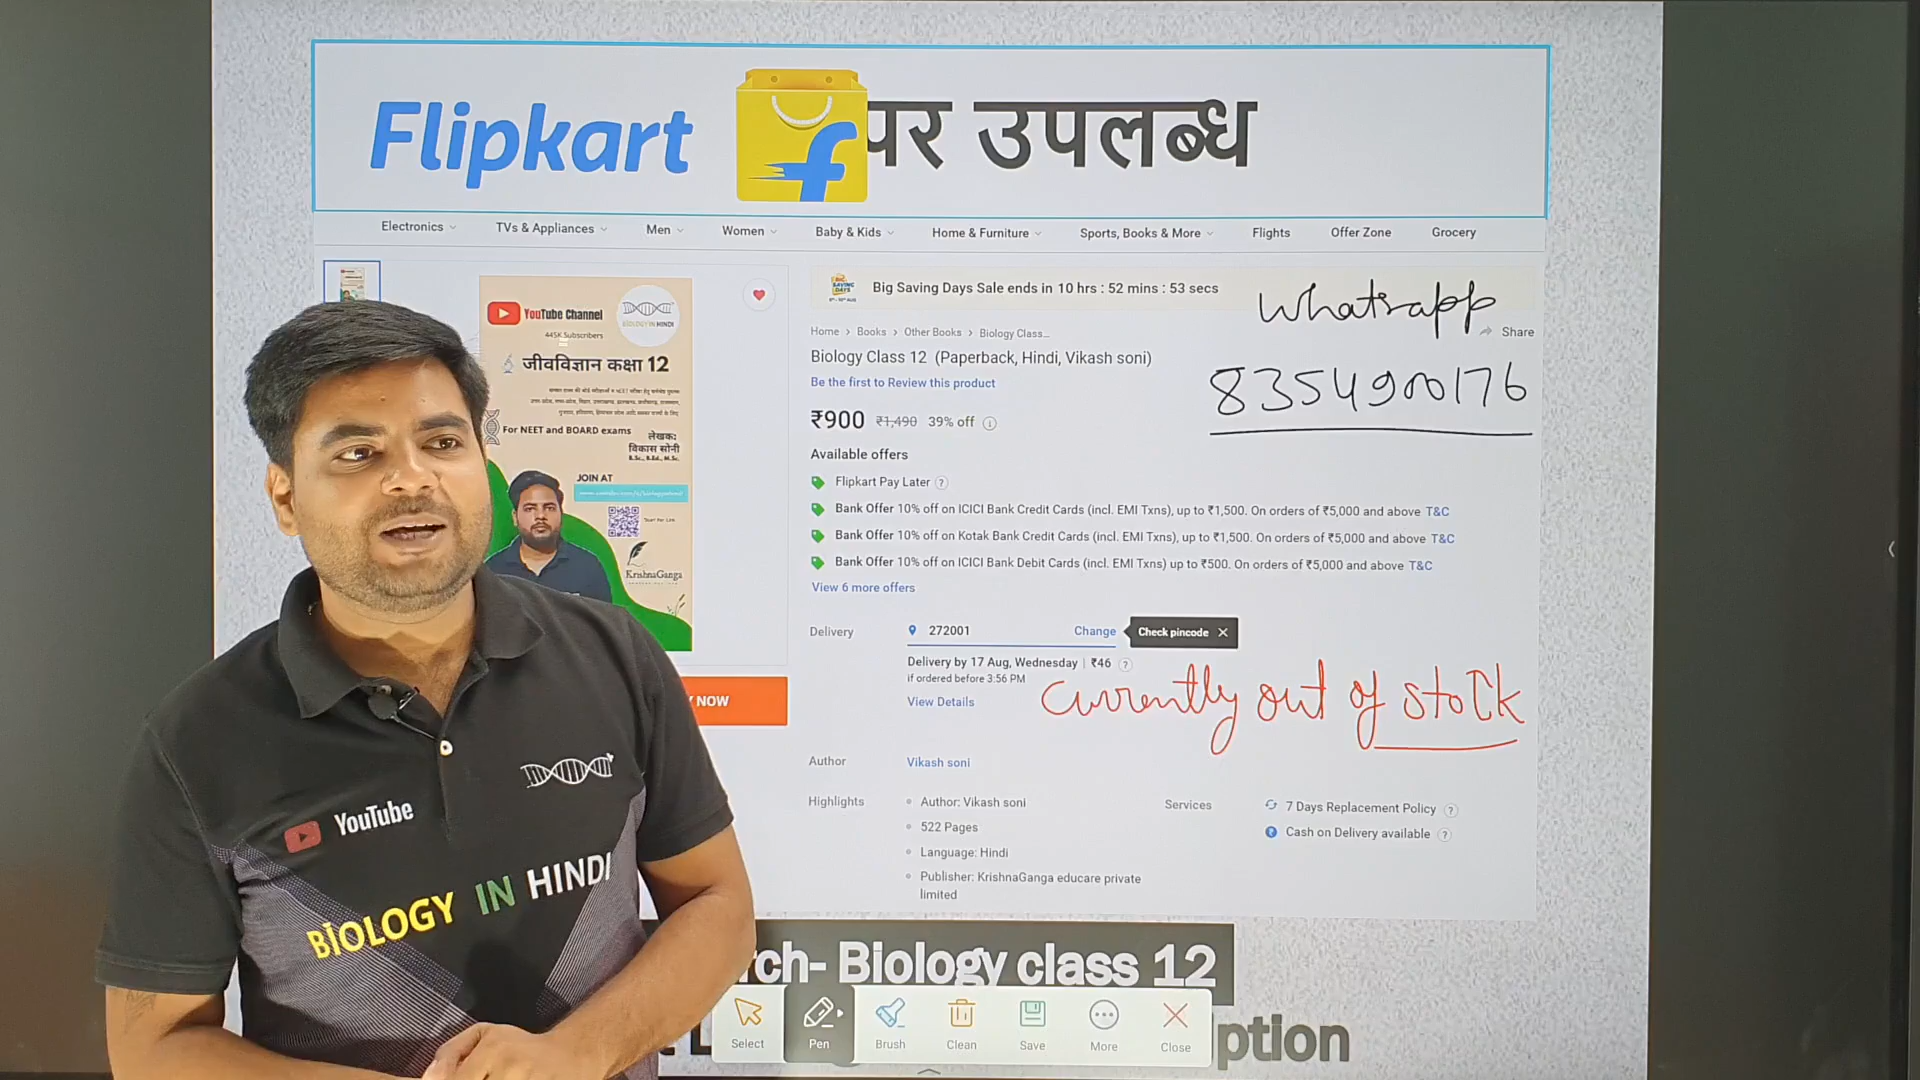 Flipkart पर उपलब्ध
Electronics TVs & Appliances Men Women Baby & Kids Home & Furniture Sports, Books & More Flights Offer Zone Grocery
Big Saving Days Sale ends in 10 hrs : 52 mins : 53 secs
Whatsapp
Share
Home > Books > Other Books > Biology Class...
Biology Class 12 (Paperback, Hindi, Vikash soni)
8354900176
Be the first to Review this product
₹900 ₹1,490 39% off
Available offers
Flipkart Pay Later
Bank Offer 10% off on ICICI Bank Credit Cards (incl. EMI Txns), up to ₹1,500. On orders of ₹5,000 and above T&C
Bank Offer 10% off on Kotak Bank Credit Cards (incl. EMI Txns), up to ₹1,500. On orders of ₹5,000 and above T&C
Bank Offer 10% off on ICICI Bank Debit Cards (incl. EMI Txns) up to ₹500. On orders of ₹5,000 and above T&C
View 6 more offers
Delivery 272001 Change Check pincode
Delivery by 17 Aug, Wednesday | ₹46
if ordered before 3:56 PM
View Details
Currently out of stock
Author Vikash soni
Highlights
Author: Vikash soni
522 Pages
Language: Hindi
Publisher: KrishnaGanga educare private
limited
Services
7 Days Replacement Policy
Cash on Delivery available
YouTube Channel
445K Subscribers
BIOLOGY IN HINDI
जीवविज्ञान कक्षा 12
For NEET and BOARD exams
लेखक:
विकास सोनी
B.Sc., B.Ed., M.Sc.
JOIN AT
KrishnaGanga
NOW
YouTube
BIOLOGY IN HINDI
rch- Biology class 12
ption
Select Pen Brush Clean Save More Close